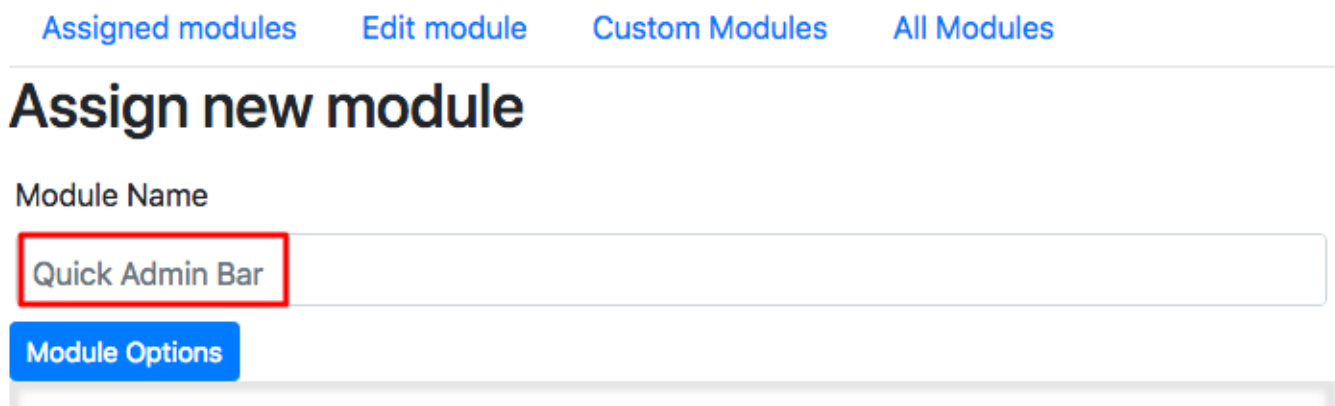 Assigned modules Edit module Custom Modules All Modules
Assign new module
Module Name
Quick Admin Bar
Module Options